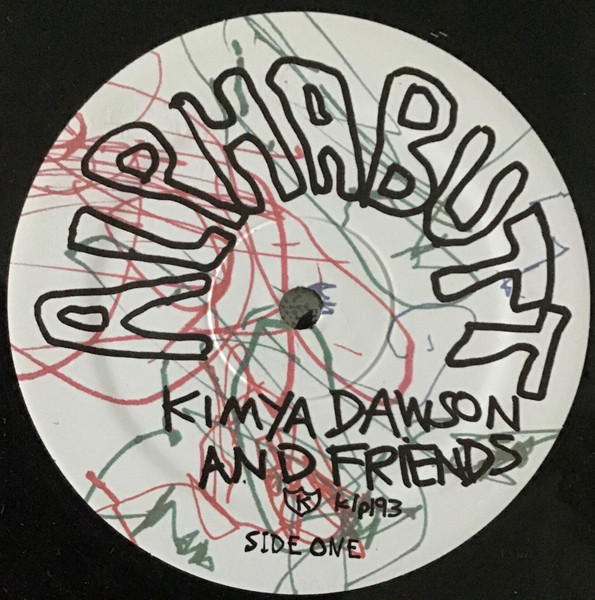 ALPHABUTT
KIMYA DAWSON
AND FRIENDS
K klp193
SIDE ONE